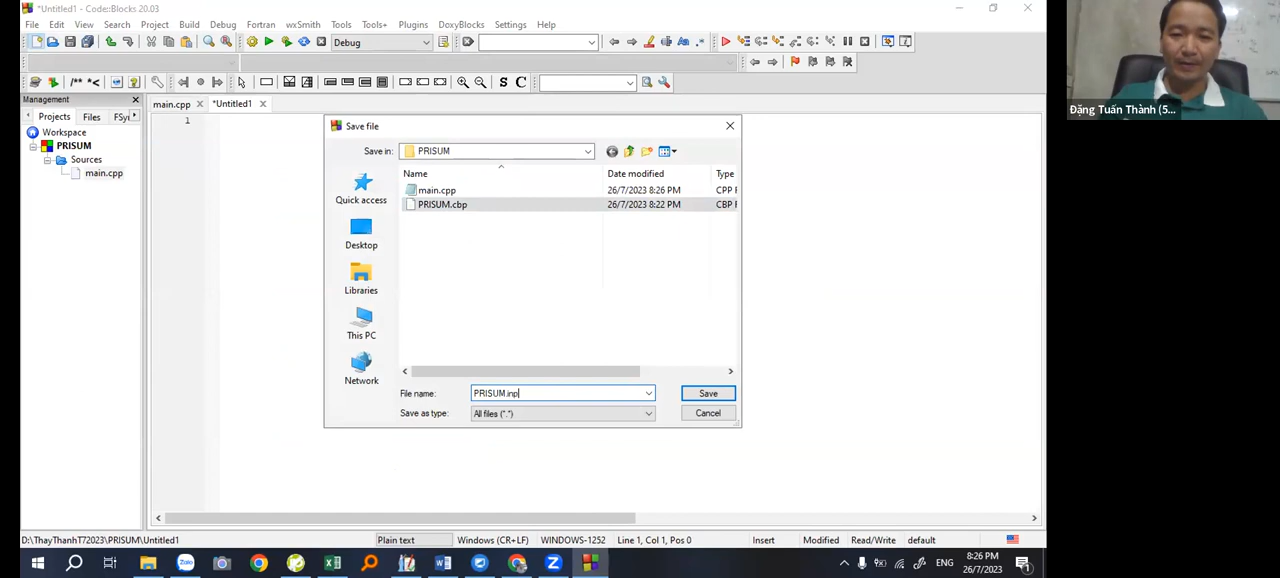 *Untitled1 - Code::Blocks 20.03
File Edit View Search Project Build Debug Fortran wxSmith Tools Tools+ Plugins DoxyBlocks Settings Help
Debug
/** *<
S C
Management
main.cpp *Untitled1
Projects Files FSy
Workspace
PRISUM
Sources
main.cpp
1
Save file
Save in: PRISUM
Name Date modified Type
main.cpp 26/7/2023 8:26 PM CPP F
PRISUM.cbp 26/7/2023 8:22 PM CBP F
Quick access
Desktop
Libraries
This PC
Network
File name: PRISUM.inp Save
Save as type: All files (*.*) Cancel
D:\ThayThanhT72023\PRISUM\Untitled1 Plain text Windows (CR+LF) WINDOWS-1252 Line 1, Col 1, Pos 0 Insert Modified Read/Write default
ENG
8:26 PM
26/7/2023
1
Đặng Tuấn Thành (5...